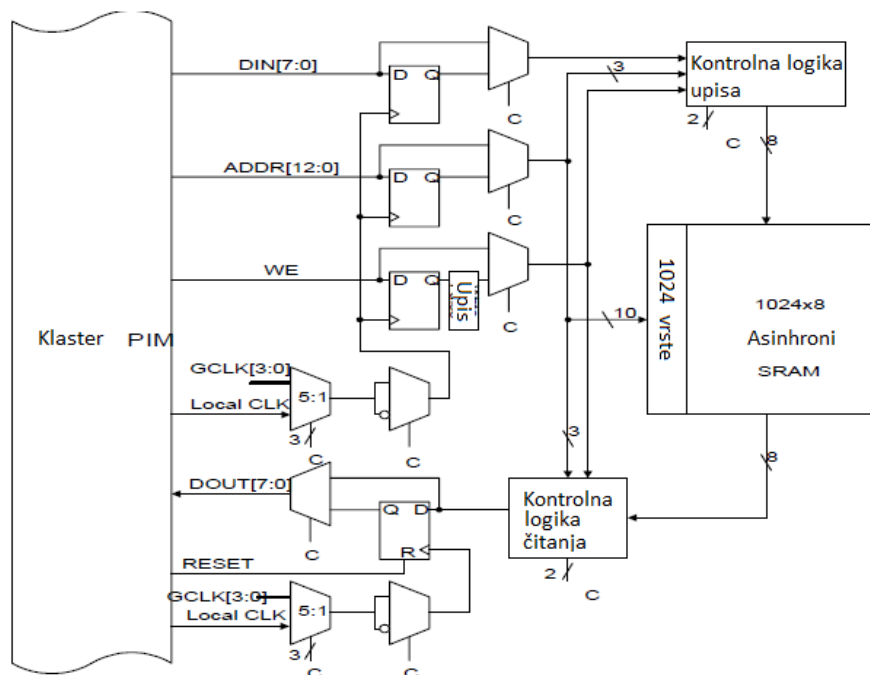 DIN[7:0]
D Q
C
3
Kontrolna logika
upisa
2
C
8
ADDR[12:0]
D Q
C
WE
D Q
Upis
C
10
1024 vrste
1024x8
Asinhroni
SRAM
Klaster PIM
GCLK[3:0]
Local CLK
5:1
3
C
C
3
8
DOUT[7:0]
Q D
R
C
Kontrolna
logika
čitanja
2
C
RESET
GCLK[3:0]
Local CLK
5:1
3
C
C